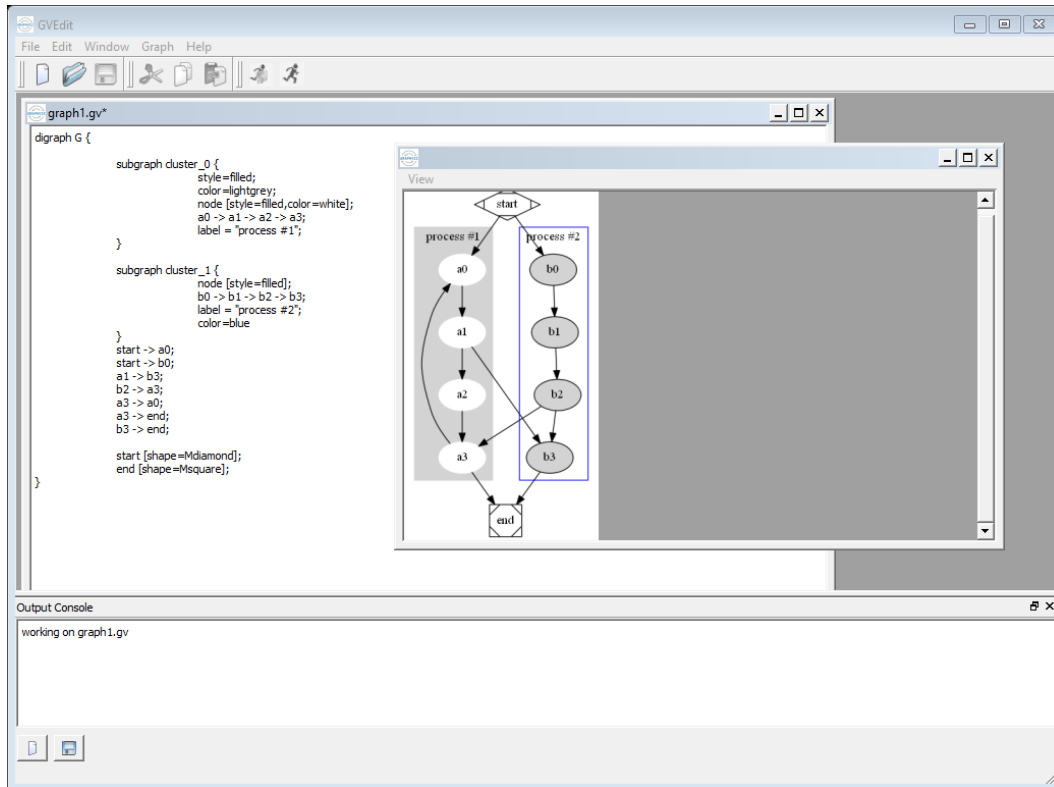 GVEdit
File Edit Window Graph Help
graph1.gv*
digraph G {
subgraph cluster_0 {
style=filled;
color=lightgrey;
node [style=filled,color=white];
a0 -> a1 -> a2 -> a3;
label = "process #1";
}
subgraph cluster_1 {
node [style=filled];
b0 -> b1 -> b2 -> b3;
label = "process #2";
color=blue
}
start -> a0;
start -> b0;
a1 -> b3;
b2 -> a3;
a3 -> a0;
a3 -> end;
b3 -> end;
start [shape=Mdiamond];
end [shape=Msquare];
}
View
start
process #1 process #2
a0 b0
a1 b1
a2 b2
a3 b3
end
Output Console
working on graph1.gv